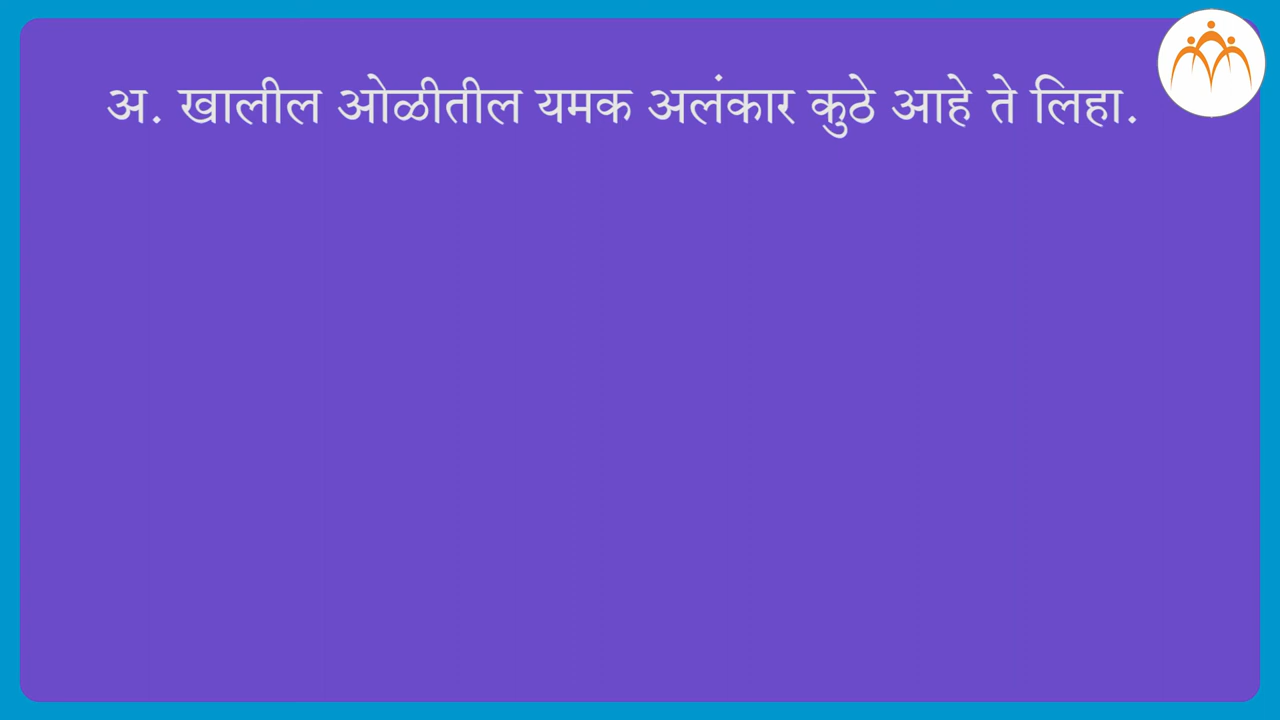 अ. खालील ओळीतील यमक अलंकार कुठे आहे ते लिहा.